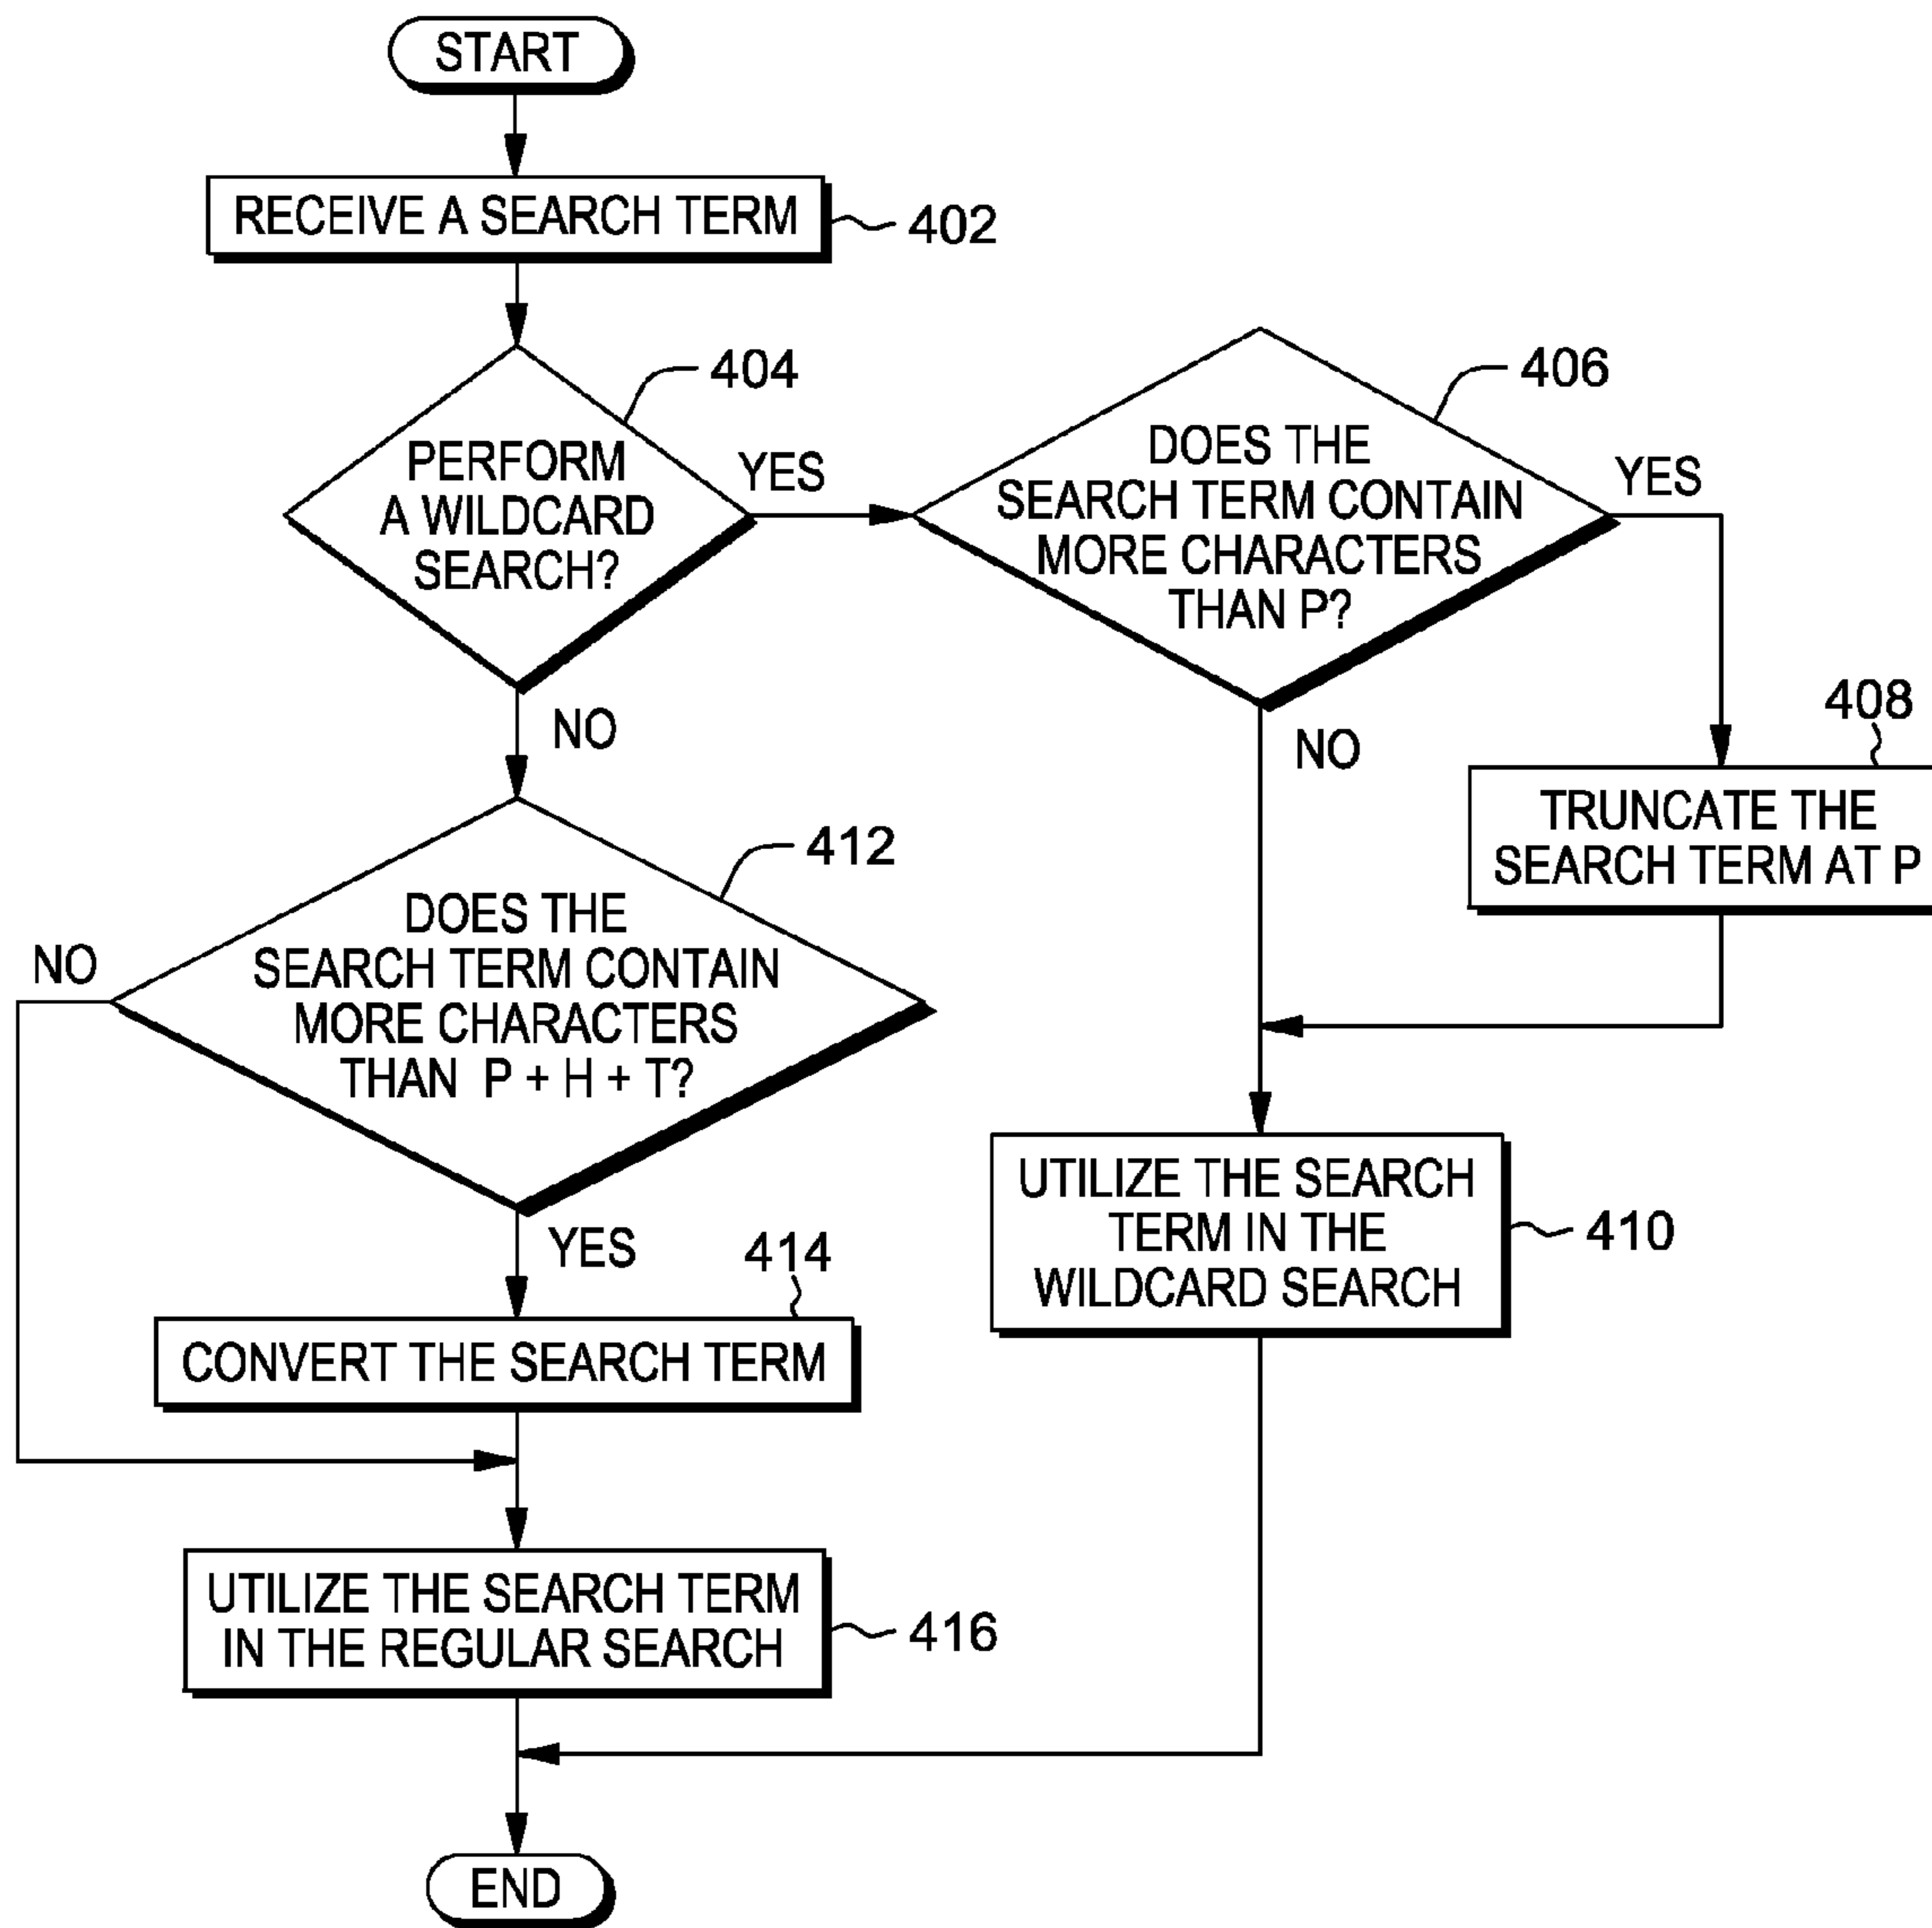 START
RECEIVE A SEARCH TERM
402
404
PERFORM
A WILDCARD
SEARCH?
YES
NO
406
DOES THE
SEARCH TERM CONTAIN
MORE CHARACTERS
THAN P?
YES
NO
408
TRUNCATE THE
SEARCH TERM AT P
412
DOES THE
SEARCH TERM CONTAIN
MORE CHARACTERS
THAN P + H + T?
NO
YES
UTILIZE THE SEARCH
TERM IN THE
WILDCARD SEARCH
410
414
CONVERT THE SEARCH TERM
UTILIZE THE SEARCH TERM
IN THE REGULAR SEARCH
416
END